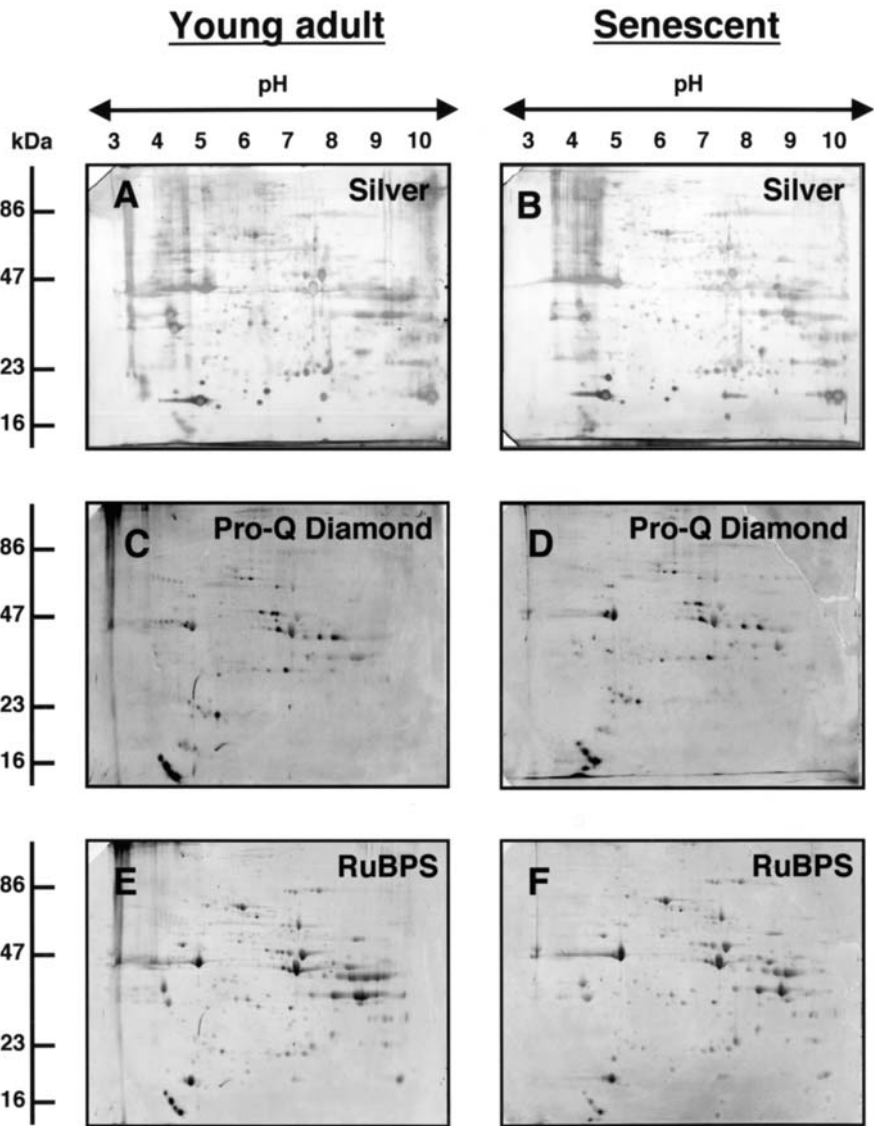 Young adult Senescent
pH pH
kDa 3 4 5 6 7 8 9 10 3 4 5 6 7 8 9 10
A Silver B Silver
86
47
23
16
C Pro-Q Diamond D Pro-Q Diamond
86
47
23
16
E RuBPS F RuBPS
86
47
23
16